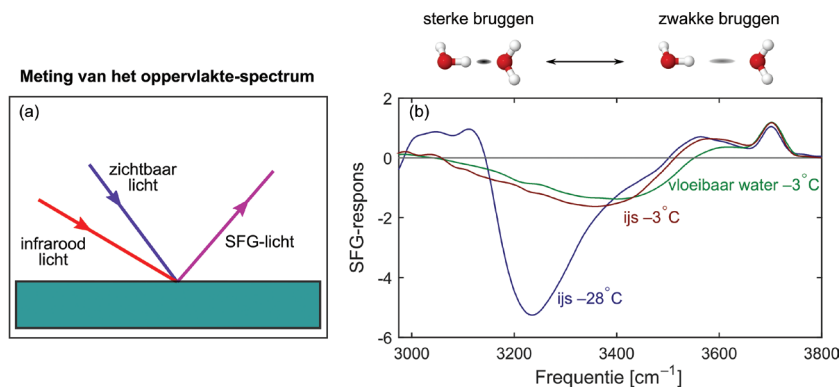 sterke bruggen
zwakke bruggen
Meting van het oppervlakte-spectrum
(a)
zichtbaar
licht
infrarood
licht
SFG-licht
(b)
SFG-respons
2
0
-2
-4
-6
vloeibaar water –3°C
ijs –3°C
ijs –28°C
3000 3200 3400 3600 3800
Frequentie [cm⁻¹]